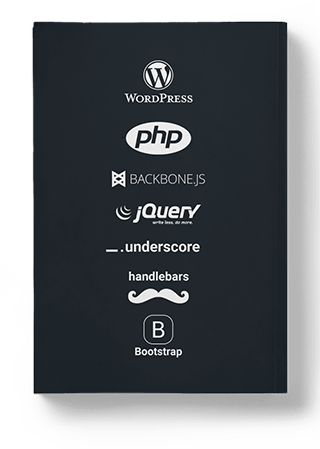 WORDPRESS
php
BACKBONE.JS
jQuery
write less, do more.
_.underscore
handlebars
B
Bootstrap